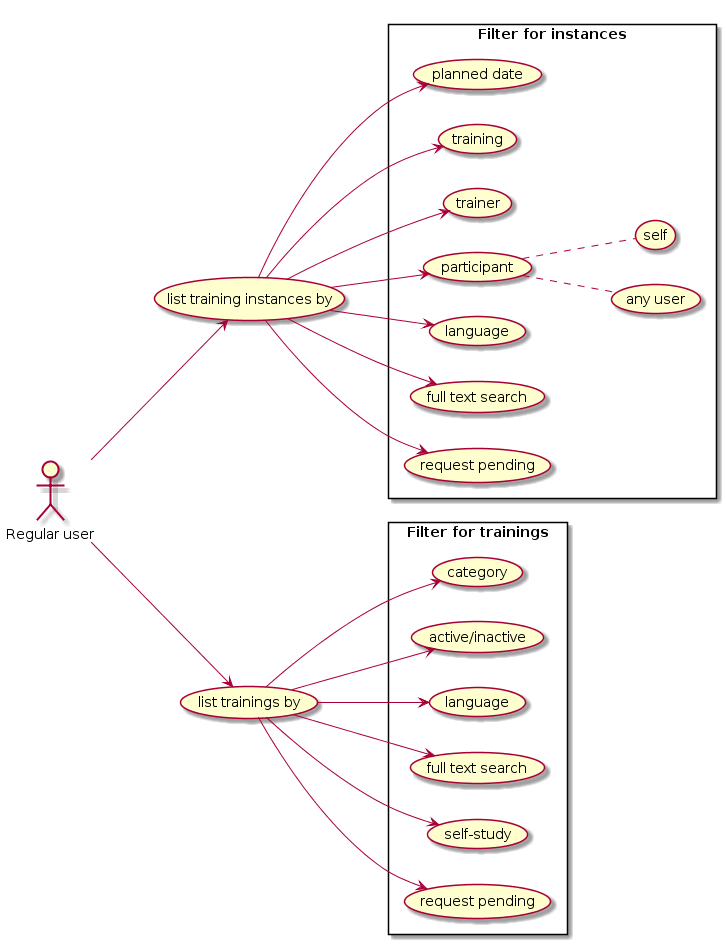 Filter for instances
planned date
training
trainer
self
participant
any user
list training instances by
language
full text search
request pending
Regular user
Filter for trainings
category
active/inactive
language
list trainings by
full text search
self-study
request pending